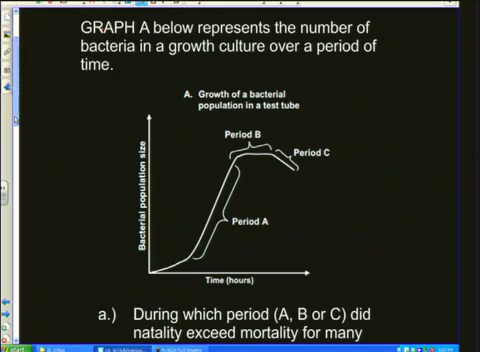 GRAPH A below represents the number of
bacteria in a growth culture over a period of
time.
A. Growth of a bacterial
population in a test tube
Period B
Period C
Bacterial population size
Period A
Time (hours)
a.) During which period (A, B or C) did
natality exceed mortality for many
start